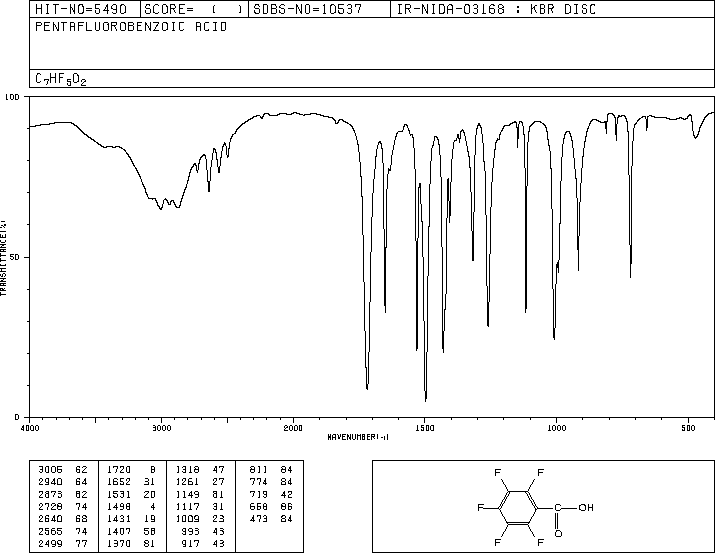 HIT-NO=5490 SCORE= ( ) SDBS-NO=10537 IR-NIDA-03168 : KBR DISC
PENTAFLUOROBENZOIC ACID
C7HF5O2
100
TRANSMITTANCE(%)
50
0
4000 3000 2000 1500 1000 500
WAVENUMBER(-1)
3005 62 1720 8 1318 47 811 84
2940 64 1652 31 1261 27 774 84
2873 62 1531 20 1149 81 719 42
2728 74 1498 4 1117 31 658 86
2640 68 1431 19 1009 23 473 84
2565 74 1407 58 993 43
2499 77 1370 81 917 43
F F
F OH
F F O